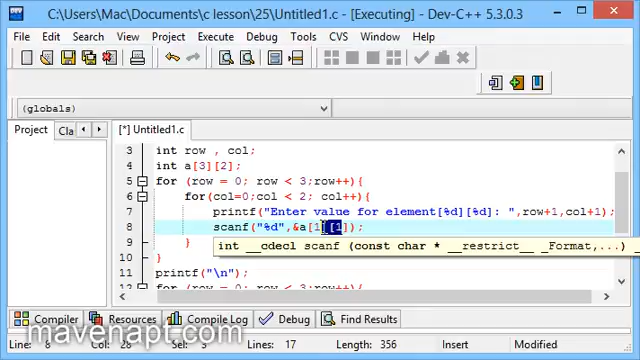 C:\Users\Mac\Documents\c lesson\25\Untitled1.c - [Executing] - Dev-C++ 5.3.0.3
File Edit Search View Project Execute Debug Tools CVS Window Help
(globals)
Project Cla [*] Untitled1.c
3 int row , col;
4 int a[3][2];
5 for (row = 0; row < 3;row++){
6 for(col=0;col < 2; col++){
7 printf("Enter value for element[%d][%d]: ",row+1,col+1);
8 scanf("%d",&a[1][1]);
9 }
int __cdecl scanf (const char * __restrict__ _Format,...)
10 }
11 printf("\n");
12 for(row = 0; row < 3;row++){
Compiler Resources Compile Log Debug Find Results
mavenapt.com
Line: 8 Col: 28 Sel: 3 Lines: 17 Length: 356 Insert Modified